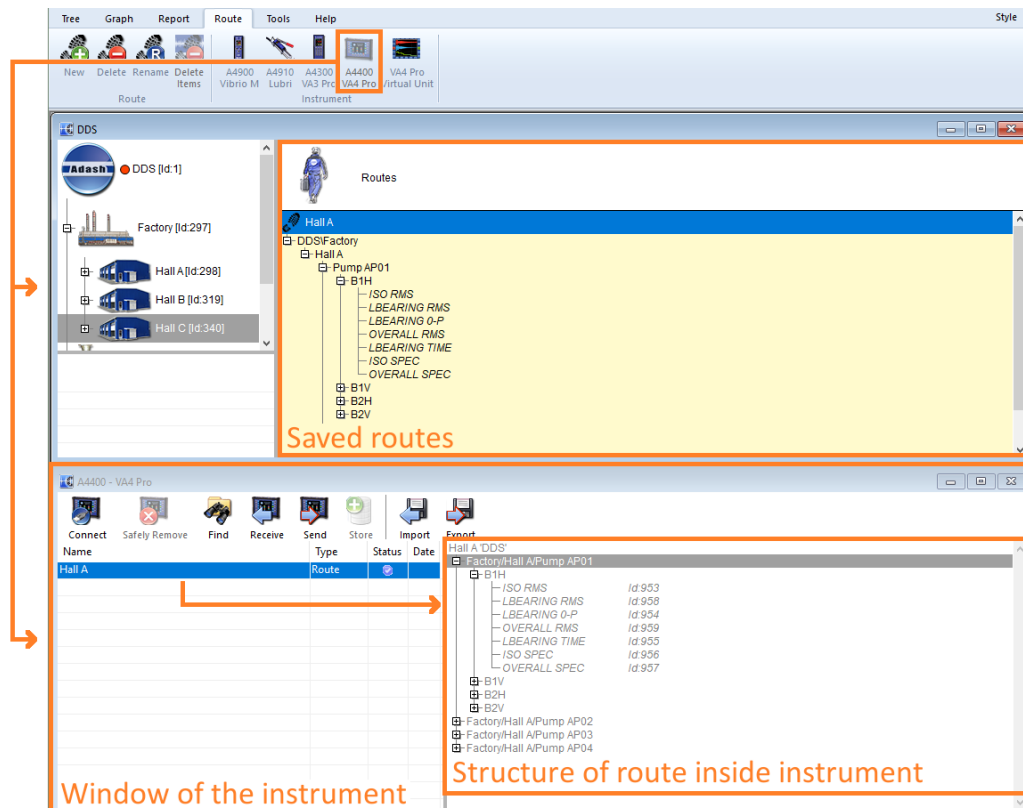 Tree Graph Report Route Tools Help Style
New Delete Rename Delete Items A4900 Vibrio M A4910 Lubri A4300 VA3 Pro A4400 VA4 Pro VA4 Pro Virtual Unit
Route Instrument
DDS
Adash DDS [Id:1]
Factory [Id:297]
Hall A [Id:298]
Hall B [Id:319]
Hall C [Id:340]
Routes
Hall A
DDS\Factory
Hall A
Pump AP01
B1H
ISO RMS
LBEARING RMS
LBEARING 0-P
OVERALL RMS
LBEARING TIME
ISO SPEC
OVERALL SPEC
B1V
B2H
B2V
Saved routes
A4400 - VA4 Pro
Connect Safely Remove Find Receive Send Store Import Export
Name Type Status Date
Hall A Route
Hall A 'DDS'
Factory/Hall A/Pump AP01
B1H
ISO RMS Id:953
LBEARING RMS Id:958
LBEARING 0-P Id:954
OVERALL RMS Id:959
LBEARING TIME Id:955
ISO SPEC Id:956
OVERALL SPEC Id:957
B1V
B2H
B2V
Factory/Hall A/Pump AP02
Factory/Hall A/Pump AP03
Factory/Hall A/Pump AP04
Structure of route inside instrument
Window of the instrument